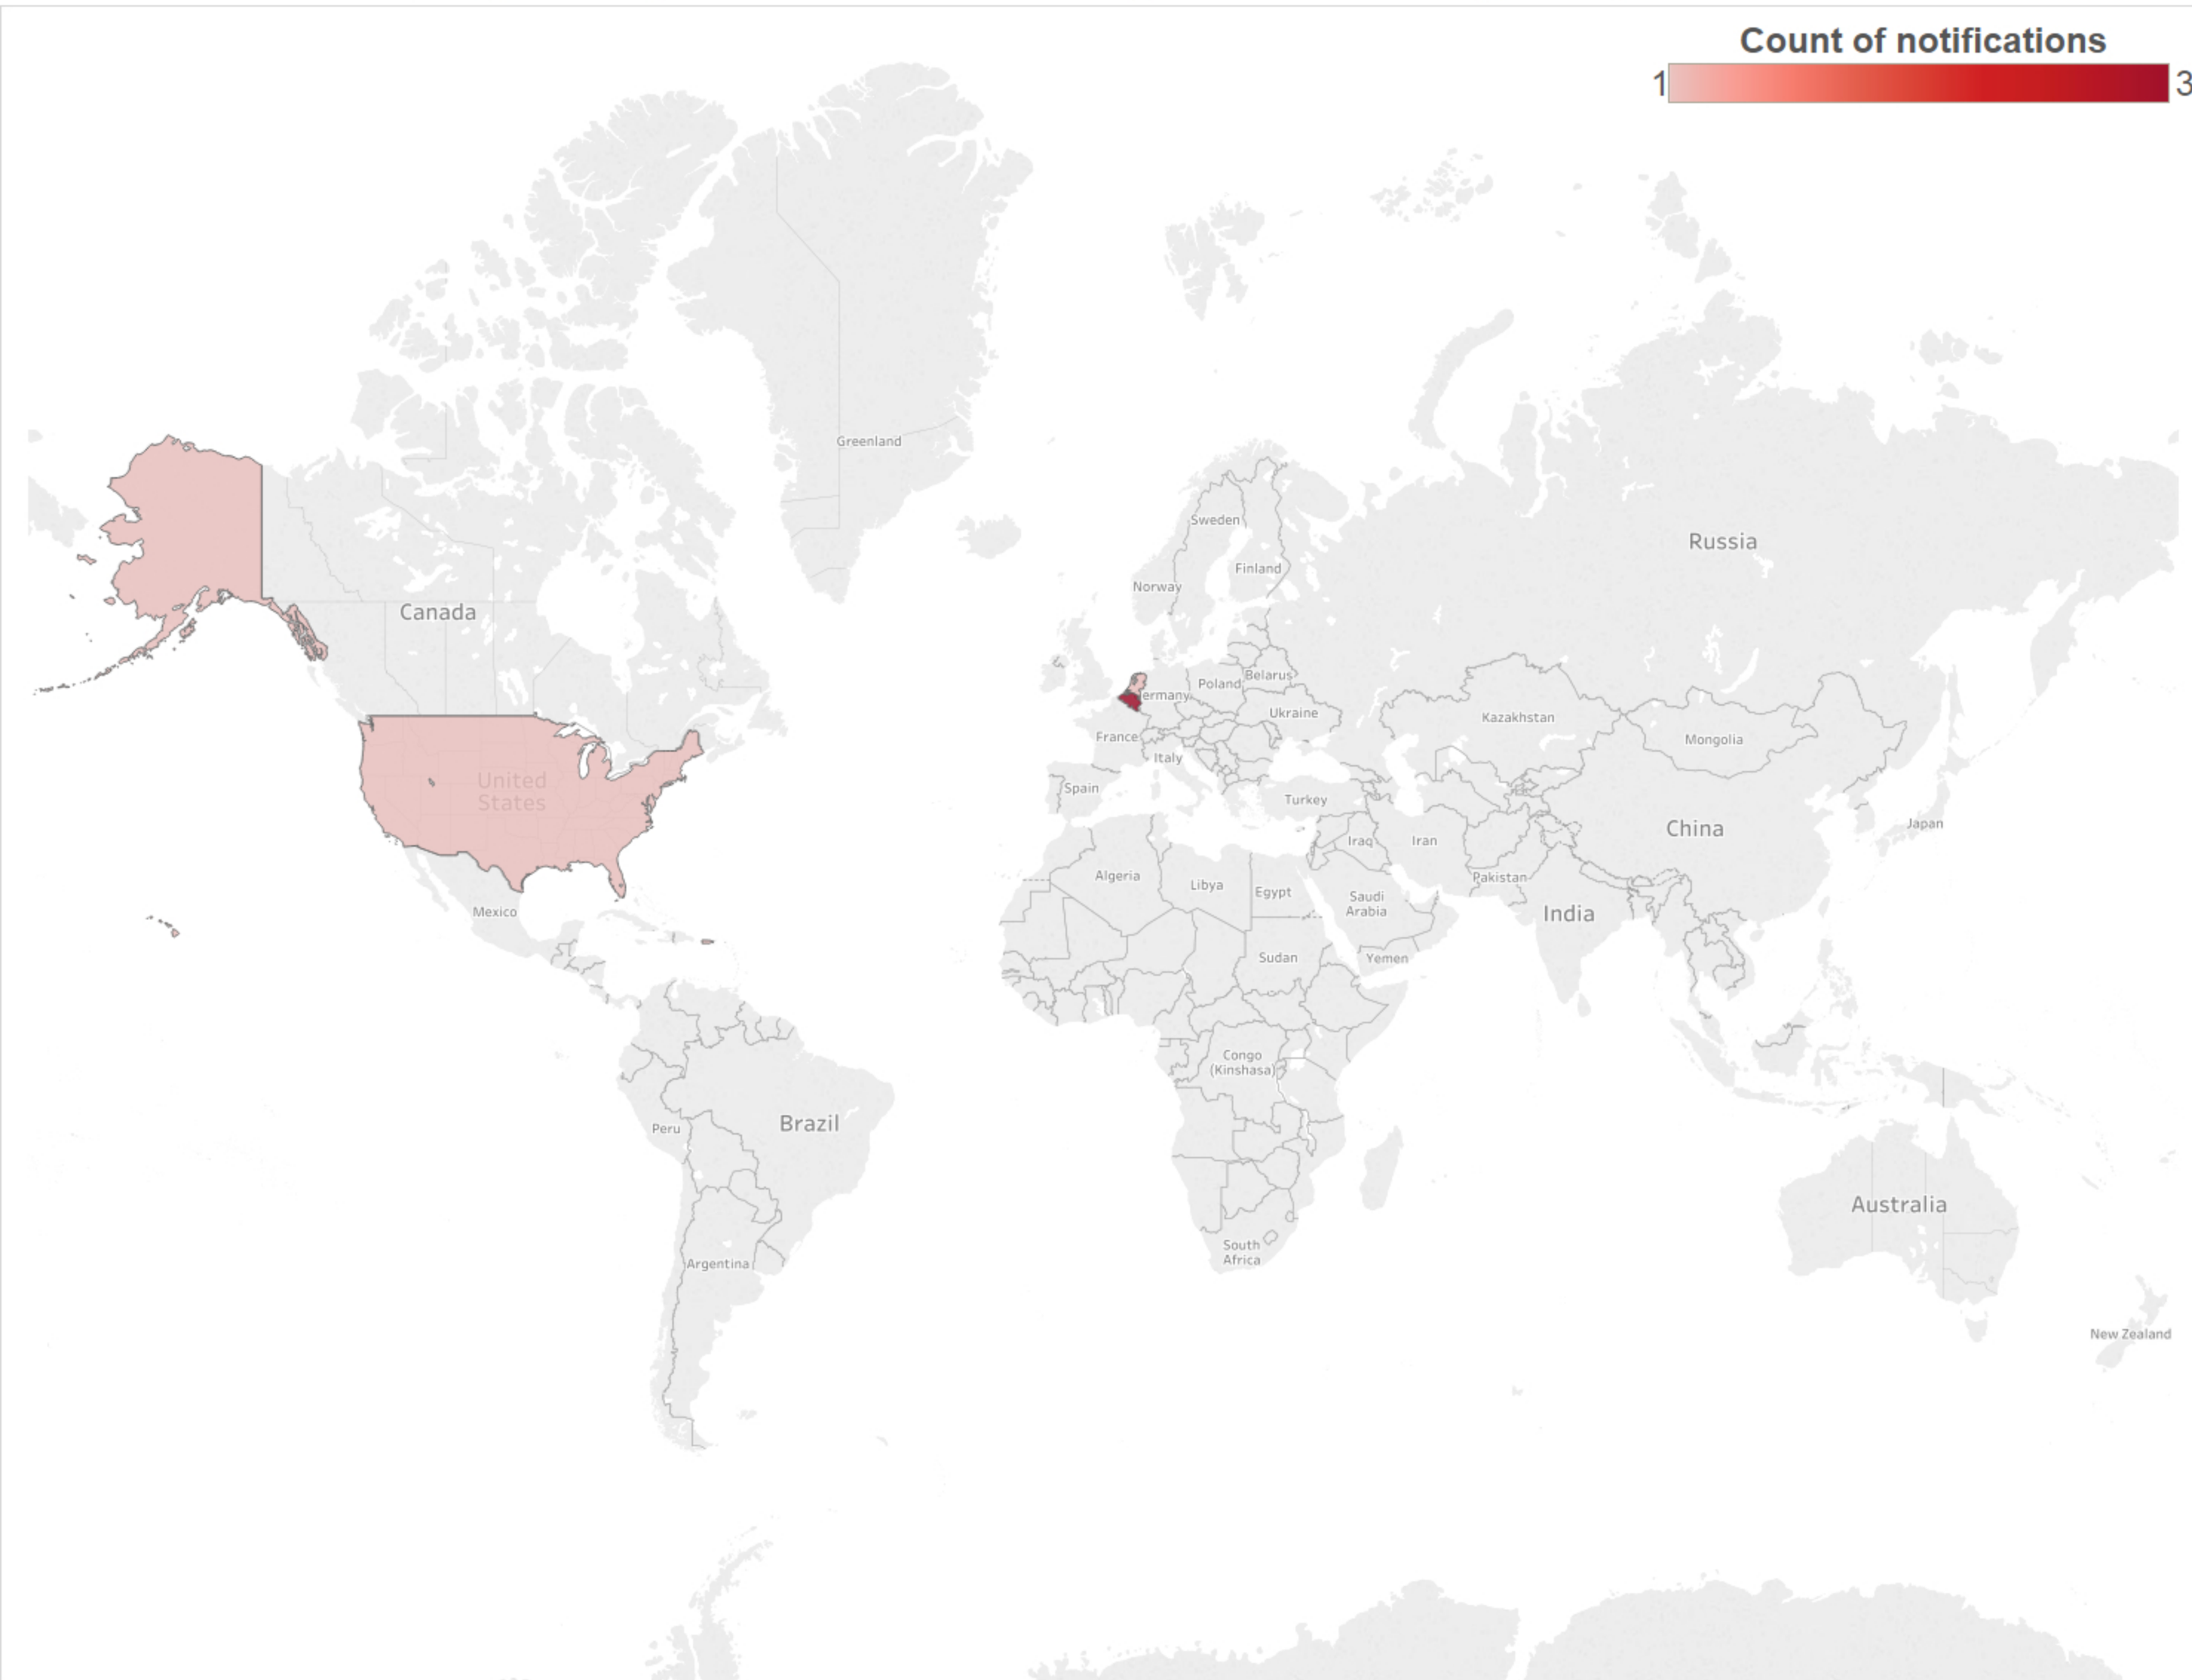 Count of notifications
1
3
Greenland
Sweden
Russia
Finland
Norway
Canada
Belarus
Poland
ermany
Ukraine
Kazakhstan
France
Mongolia
Italy
United
States
Spain
Turkey
Japan
China
Iraq
Iran
Algeria
Pakistan
Libya
Egypt
Saudi
Arabia
Mexico
India
Sudan
Yemen
Congo
(Kinshasa)
Brazil
Peru
Australia
South
Africa
Argentina
New Zealand